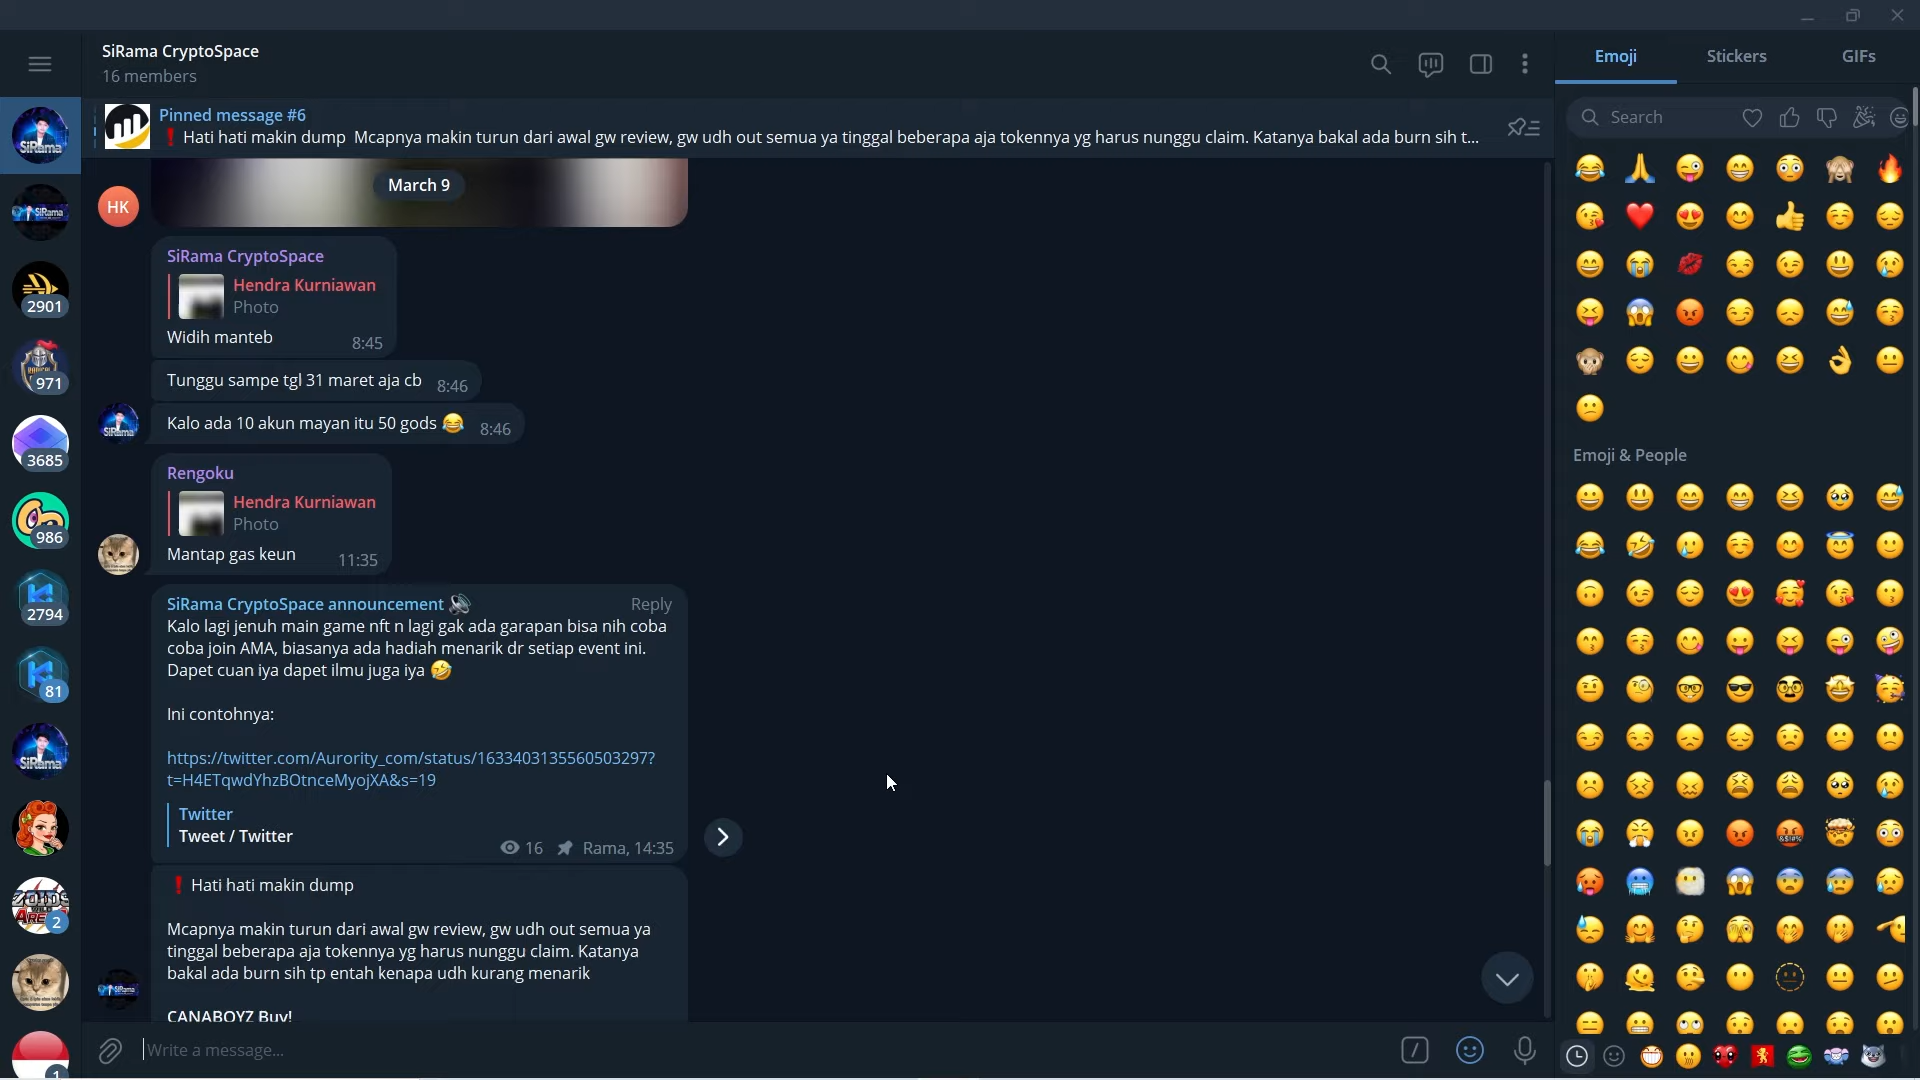 SiRama CryptoSpace
16 members
Pinned message #6
❗ Hati hati makin dump Mcapnya makin turun dari awal gw review, gw udh out semua ya tinggal beberapa aja tokennya yg harus nunggu claim. Katanya bakal ada burn sih t...
Emoji
Stickers
GIFs
Search
SiRama
SiRama
2901
971
3685
986
2794
81
SiRama
2
1
March 9
HK
SiRama CryptoSpace
Hendra Kurniawan
Photo
Widih manteb
8:45
Tunggu sampe tgl 31 maret aja cb 8:46
Kalo ada 10 akun mayan itu 50 gods 😂 8:46
SiRama
Rengoku
Hendra Kurniawan
Photo
Mantap gas keun
11:35
SiRama CryptoSpace announcement 🔊 Reply
Kalo lagi jenuh main game nft n lagi gak ada garapan bisa nih coba
coba join AMA, biasanya ada hadiah menarik dr setiap event ini.
Dapet cuan iya dapet ilmu juga iya 🤣
Ini contohnya:
https://twitter.com/Aurority_com/status/1633403135560503297?
t=H4ETqwdYhzBOtnceMyojXA&s=19
Twitter
Tweet / Twitter
16 Rama, 14:35
❗ Hati hati makin dump
Mcapnya makin turun dari awal gw review, gw udh out semua ya
tinggal beberapa aja tokennya yg harus nunggu claim. Katanya
bakal ada burn sih tp entah kenapa udh kurang menarik
CANABOYZ Buy!
Write a message...
Emoji & People